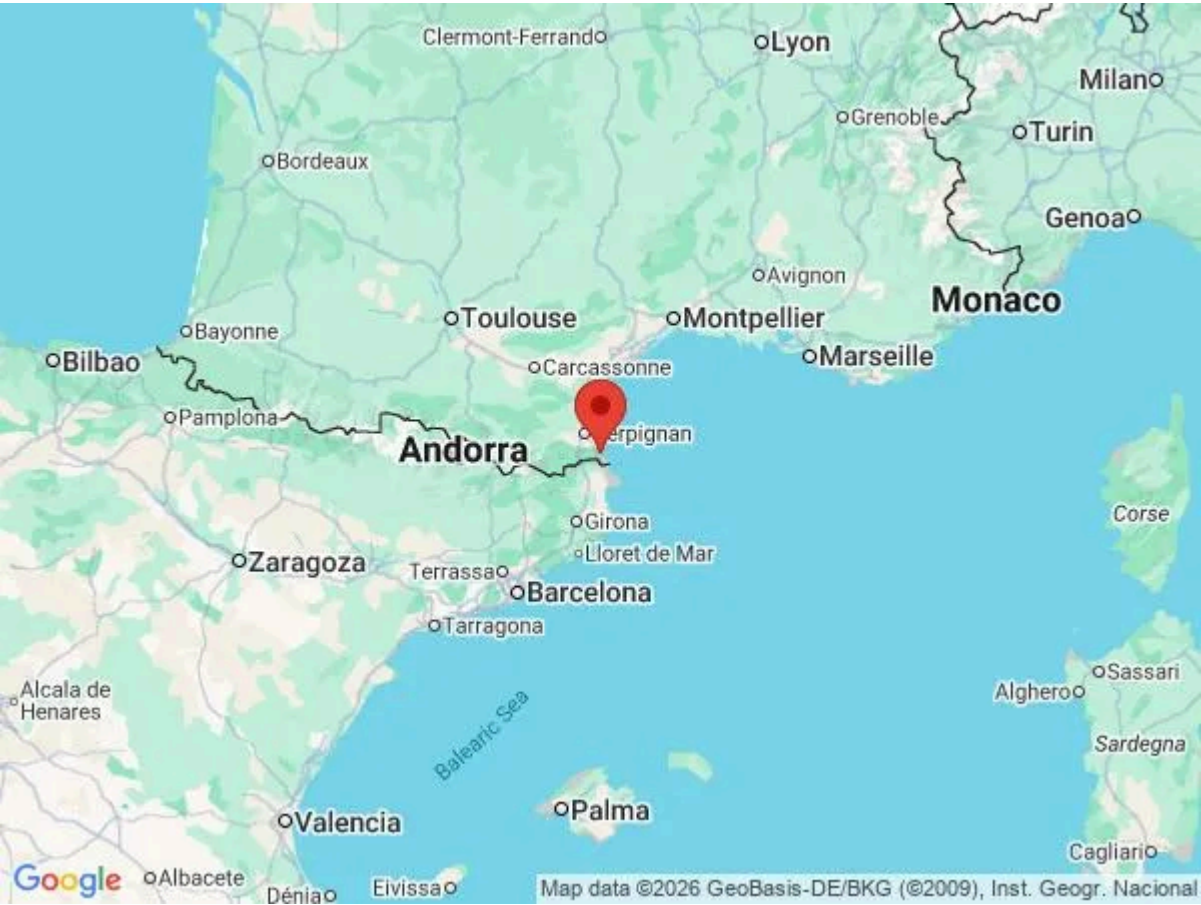 Clermont-Ferrand
Lyon
Milan
Grenoble
Turin
Bordeaux
Genoa
Avignon
Monaco
Toulouse
Montpellier
Bayonne
Marseille
Bilbao
Carcassonne
Pamplona
erpignan
Andorra
Corse
Girona
Lloret de Mar
Zaragoza
Terrassa
Barcelona
Tarragona
Sassari
Alghero
Alcala de
Henares
Balearic Sea
Sardegna
Palma
Valencia
Cagliari
Google
Albacete
Dénia
Eivissa
Map data ©2026 GeoBasis-DE/BKG (©2009), Inst. Geogr. Nacional